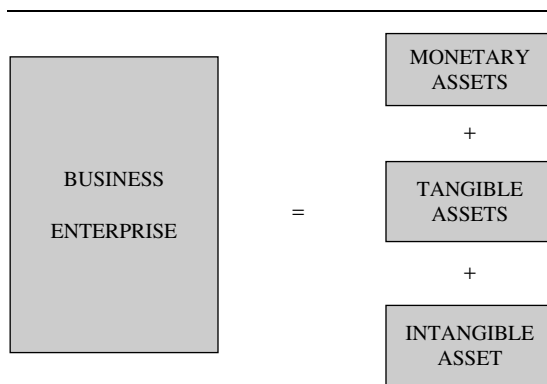 MONETARY
ASSETS
+
BUSINESS
ENTERPRISE
=
TANGIBLE
ASSETS
+
INTANGIBLE
ASSET